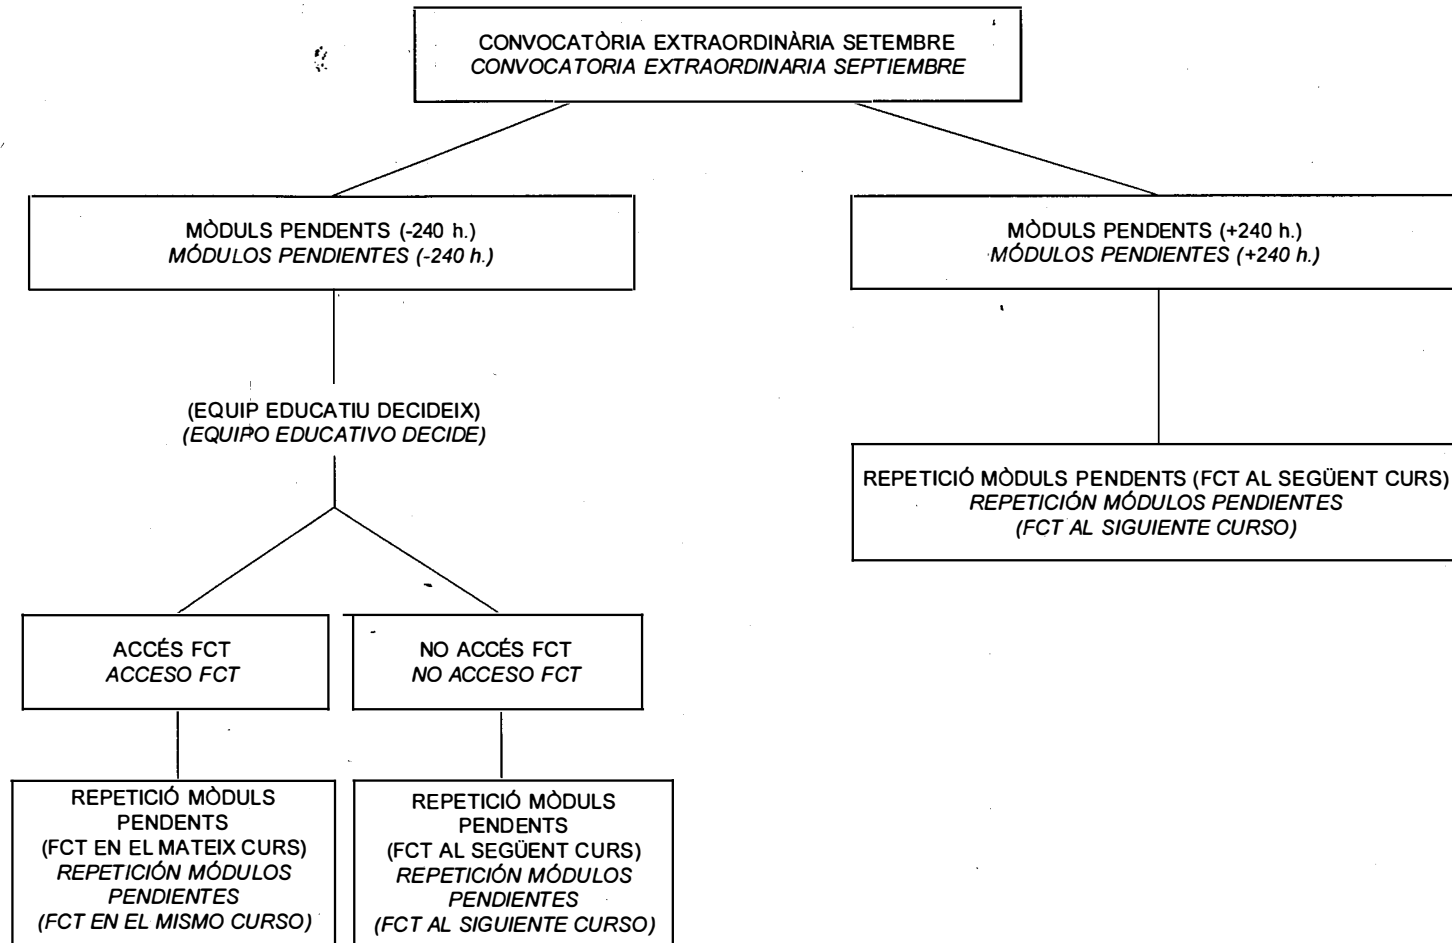 CONVOCATÒRIA EXTRAORDINÀRIA SETEMBRE
CONVOCATORIA EXTRAORDINARIA SEPTIEMBRE
MÒDULS PENDENTS (-240 h.)
MÓDULOS PENDIENTES (-240 h.)
MÒDULS PENDENTS (+240 h.)
MÓDULOS PENDIENTES (+240 h.)
(EQUIP EDUCATIU DECIDEIX)
(EQUIPO EDUCATIVO DECIDE)
REPETICIÓ MÒDULS PENDENTS (FCT AL SEGÜENT CURS)
REPETICIÓN MÓDULOS PENDIENTES
(FCT AL SIGUIENTE CURSO)
ACCÉS FCT
ACCESO FCT
NO ACCÉS FCT
NO ACCESO FCT
REPETICIÓ MÒDULS
PENDENTS
(FCT EN EL MATEIX CURS)
REPETICIÓN MÓDULOS
PENDIENTES
(FCT EN EL MISMO CURSO)
REPETICIÓ MÒDULS
PENDENTS
(FCT AL SEGÜENT CURS)
REPETICIÓN MÓDULOS
PENDIENTES
(FCT AL SIGUIENTE CURSO)